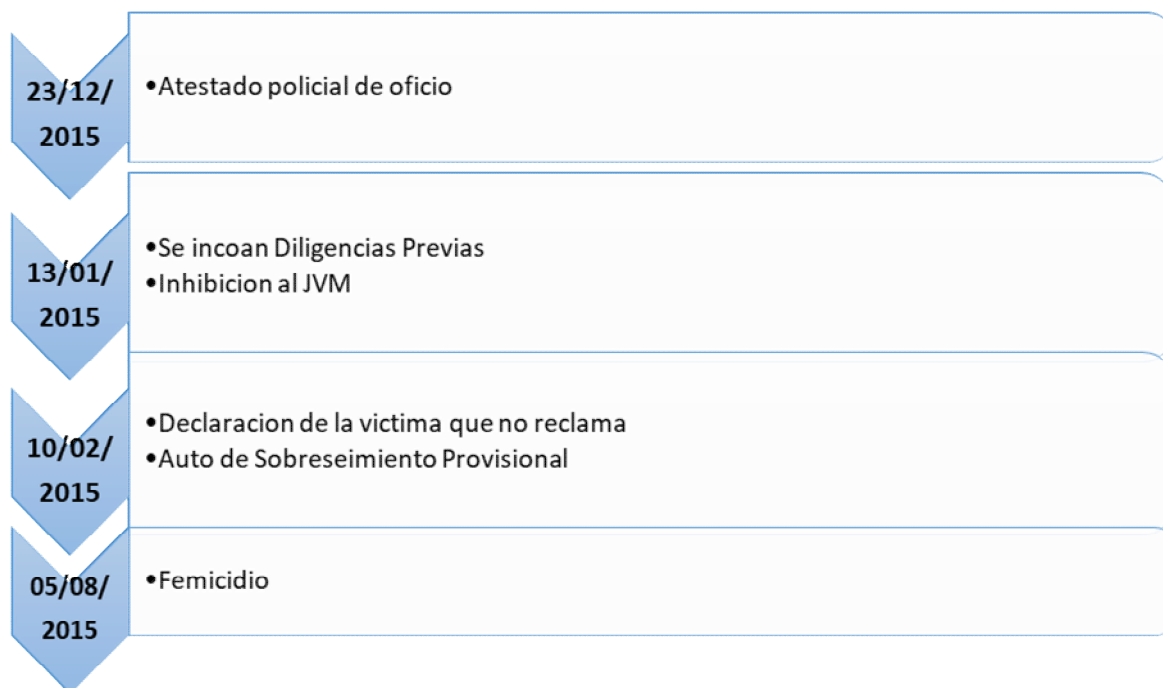 23/12/
2015
•Atestado policial de oficio
13/01/
2015
•Se incoan Diligencias Previas
•Inhibicion al JVM
10/02/
2015
•Declaracion de la victima que no reclama
•Auto de Sobreseimiento Provisional
05/08/
2015
•Femicidio